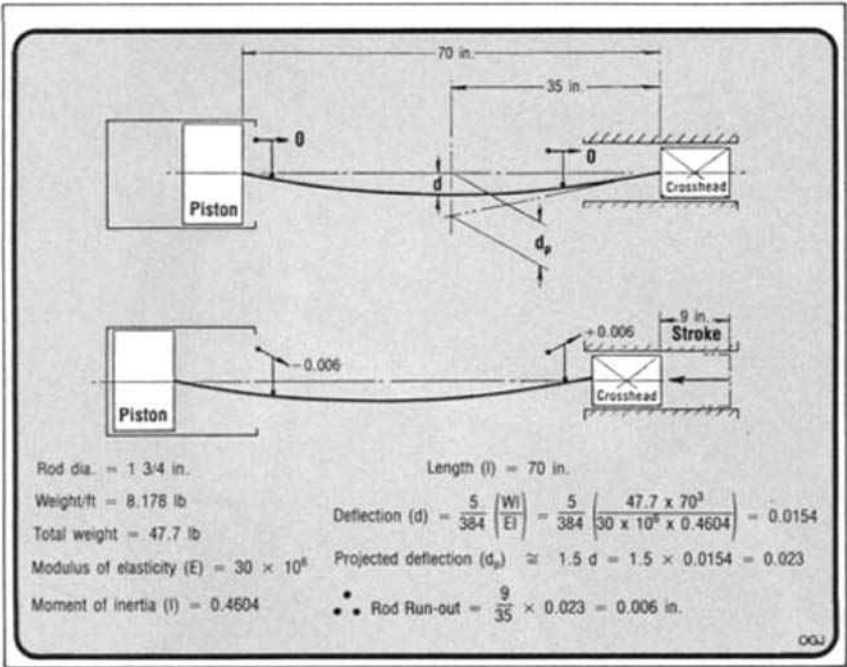 70 in.
35 in.
0
0
d
Piston
Crosshead
dₚ
9 in.
Stroke
+0.006
−0.006
Piston
Crosshead
Rod dia. = 1 3/4 in.
Length (l) = 70 in.
Weight/ft = 8.178 lb
Deflection (d) = 5/384 (Wl/EI) = 5/384 (47.7 x 70³ / 30 x 10⁶ x 0.4604) = 0.0154
Total weight = 47.7 lb
Modulus of elasticity (E) = 30 × 10⁶
Projected deflection (dₚ) ≅ 1.5 d = 1.5 × 0.0154 = 0.023
Moment of inertia (I) = 0.4604
∴ Rod Run-out = 9/35 × 0.023 = 0.006 in.
OGJ